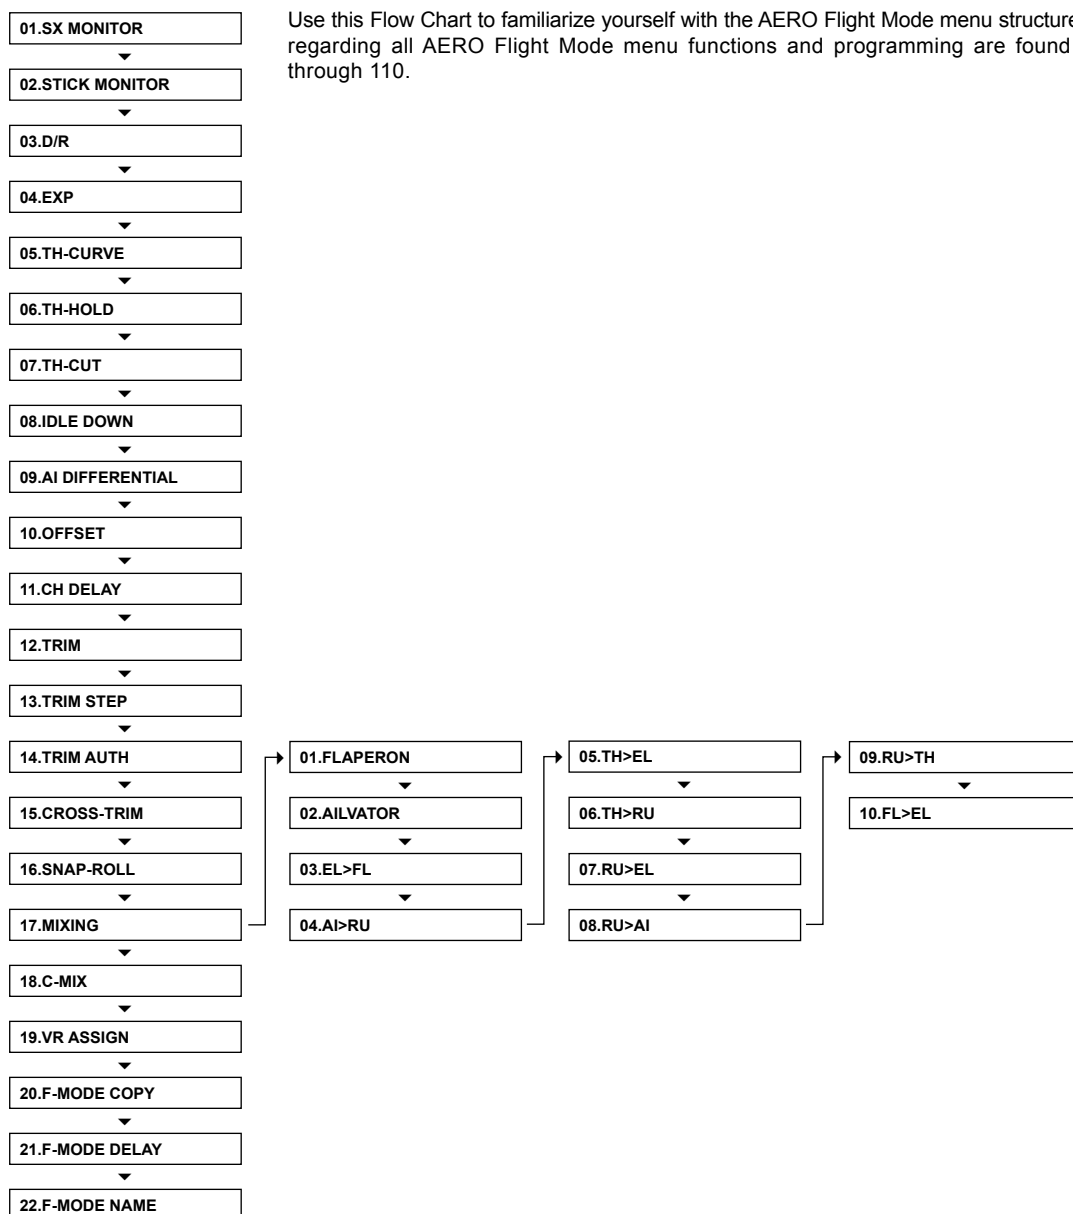 Use this Flow Chart to familiarize yourself with the AERO Flight Mode menu structure
regarding all AERO Flight Mode menu functions and programming are found
through 110.
01.SX MONITOR
02.STICK MONITOR
03.D/R
04.EXP
05.TH-CURVE
06.TH-HOLD
07.TH-CUT
08.IDLE DOWN
09.AI DIFFERENTIAL
10.OFFSET
11.CH DELAY
12.TRIM
13.TRIM STEP
14.TRIM AUTH
15.CROSS-TRIM
16.SNAP-ROLL
17.MIXING
18.C-MIX
19.VR ASSIGN
20.F-MODE COPY
21.F-MODE DELAY
22.F-MODE NAME
01.FLAPERON
02.AILVATOR
03.EL>FL
04.AI>RU
05.TH>EL
06.TH>RU
07.RU>EL
08.RU>AI
09.RU>TH
10.FL>EL